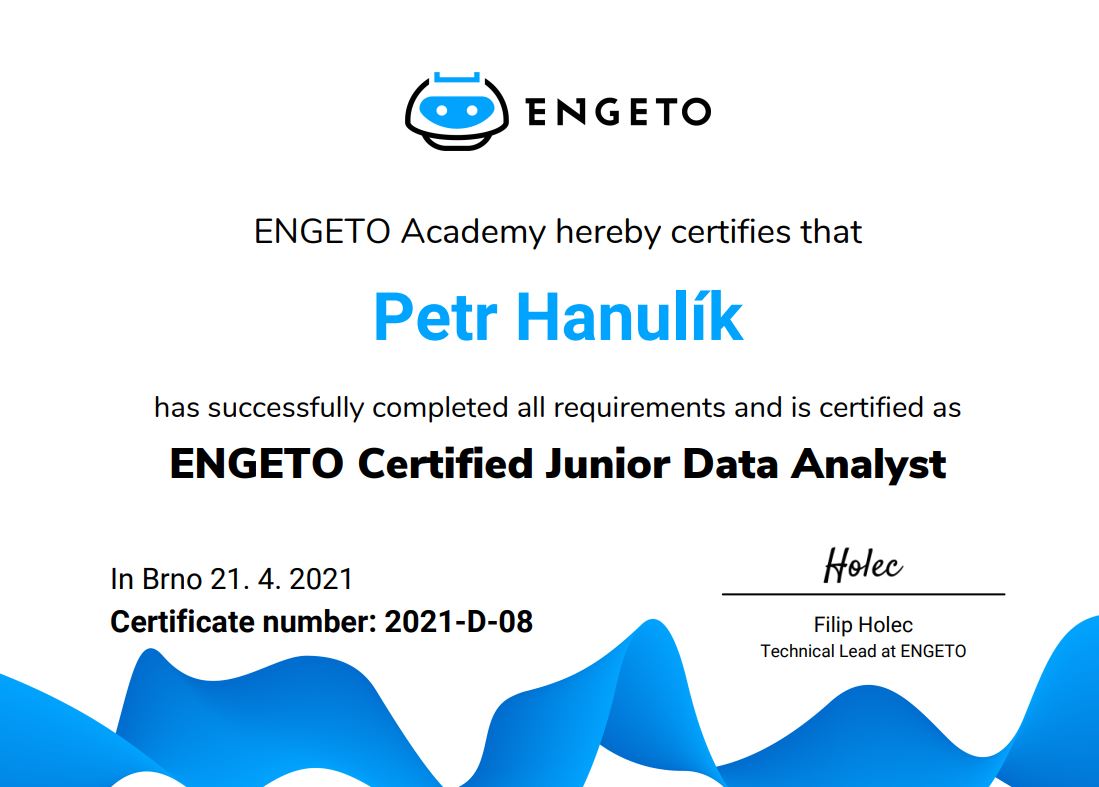 ENGETO
ENGETO Academy hereby certifies that
Petr Hanulík
has successfully completed all requirements and is certified as
ENGETO Certified Junior Data Analyst
In Brno 21. 4. 2021
Certificate number: 2021-D-08
Holec
Filip Holec
Technical Lead at ENGETO